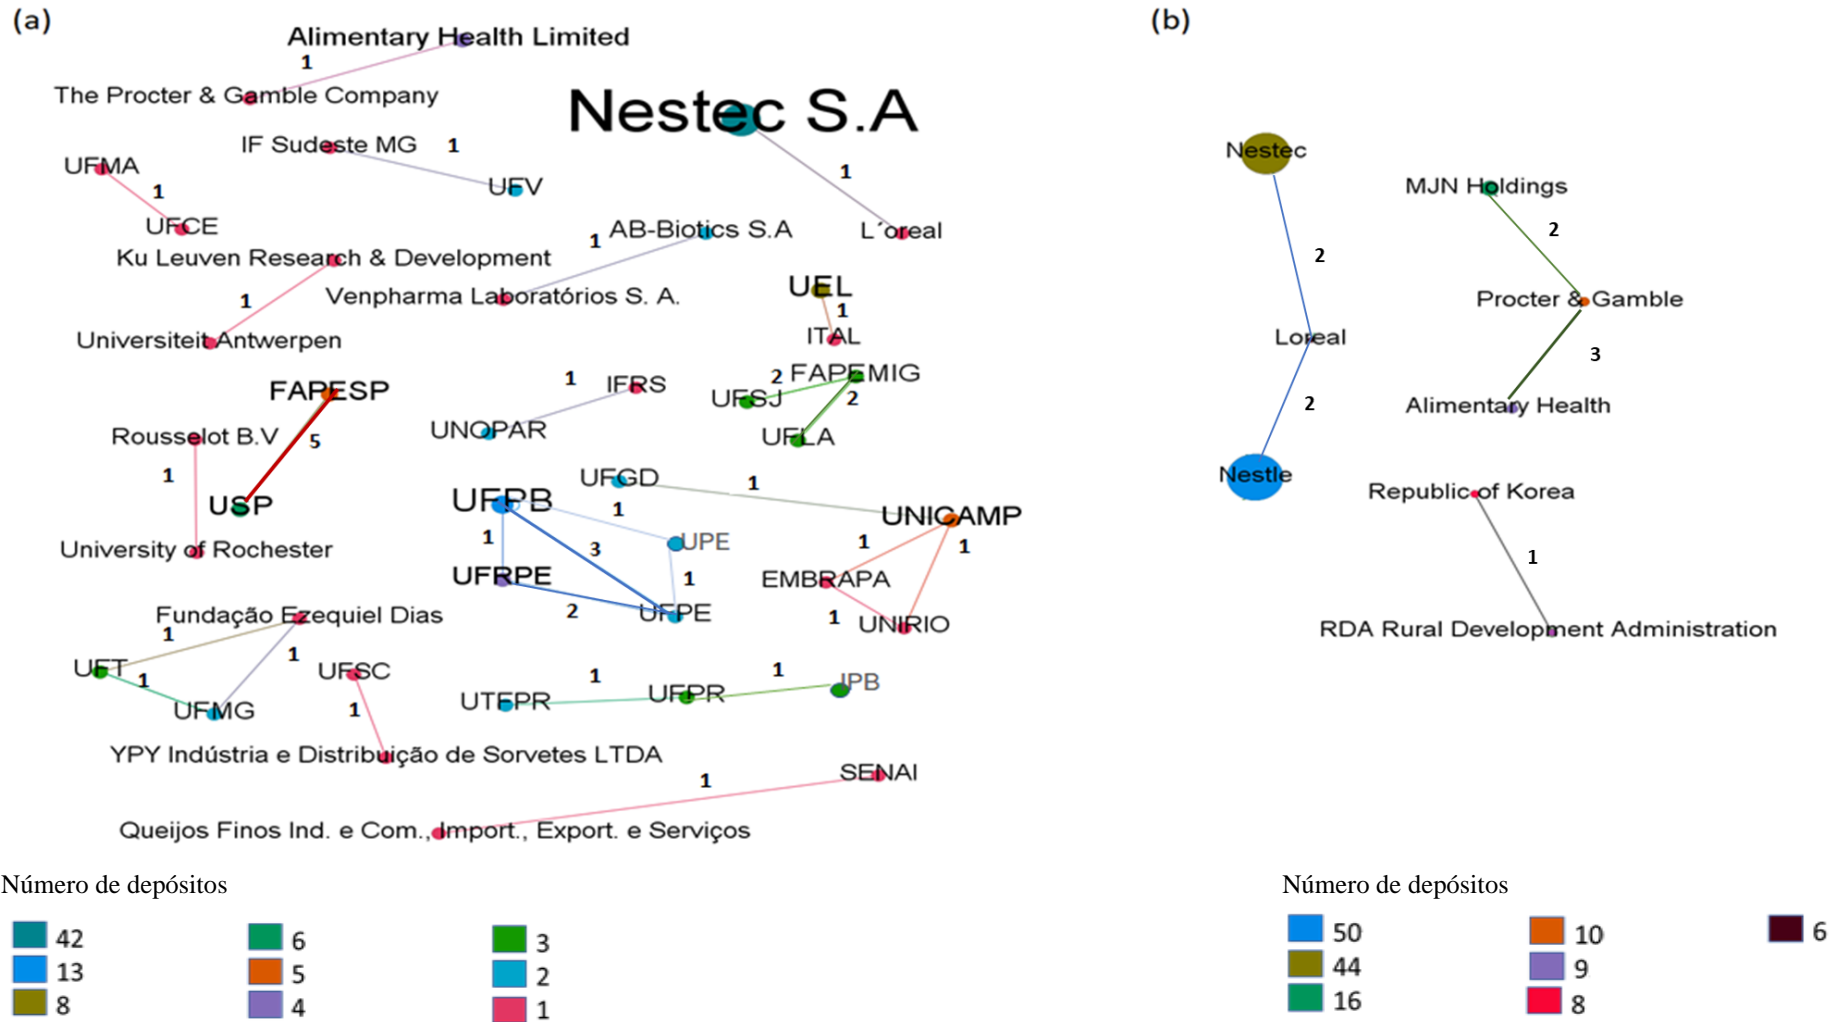 (a)
Alimentary Health Limited
1
The Procter & Gamble Company
Nestec S.A
IF Sudeste MG
1
UFMA
1
UFV
1
UFCE
AB-Biotics S.A
L´oreal
1
Ku Leuven Research & Development
UEL
1
Venpharma Laboratórios S. A.
1
Universiteit Antwerpen
ITAL
FAPESP
1
IFRS
2
FAPEMIG
UFSJ
2
Rousselot B.V
5
UNOPAR
UFLA
1
UFGD
1
USP
UFPB
1
UNICAMP
University of Rochester
1
3
UPE
1
1
UFRPE
1
EMBRAPA
Fundação Ezequiel Dias
2
UFPE
1
UNIRIO
1
1
UFT
1
UFSC
1
1
IPB
UFMG
1
UTFPR
UFPR
YPY Indústria e Distribuição de Sorvetes LTDA
1
SENAI
Queijos Finos Ind. e Com., Import., Export. e Serviços
Número de depósitos
42
6
3
13
5
2
8
4
1
(b)
Nestec
MJN Holdings
2
2
Procter & Gamble
Loreal
3
2
Alimentary Health
Nestle
Republic of Korea
1
RDA Rural Development Administration
Número de depósitos
50
10
6
44
9
16
8